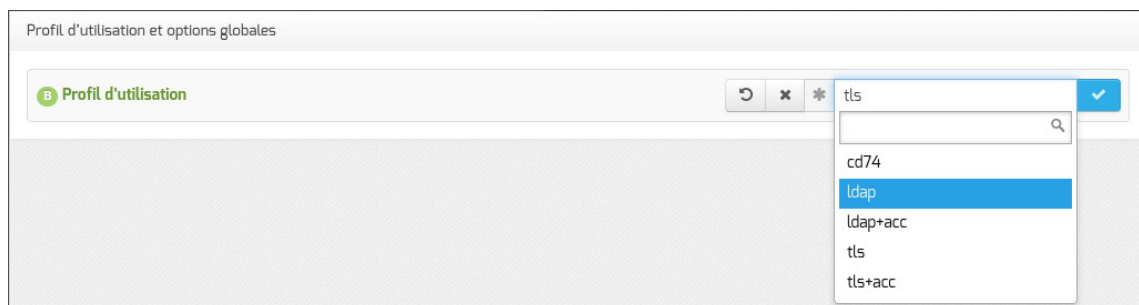 Profil d'utilisation et options globales
B Profil d'utilisation
tls
cd74
ldap
ldap+acc
tls
tls+acc